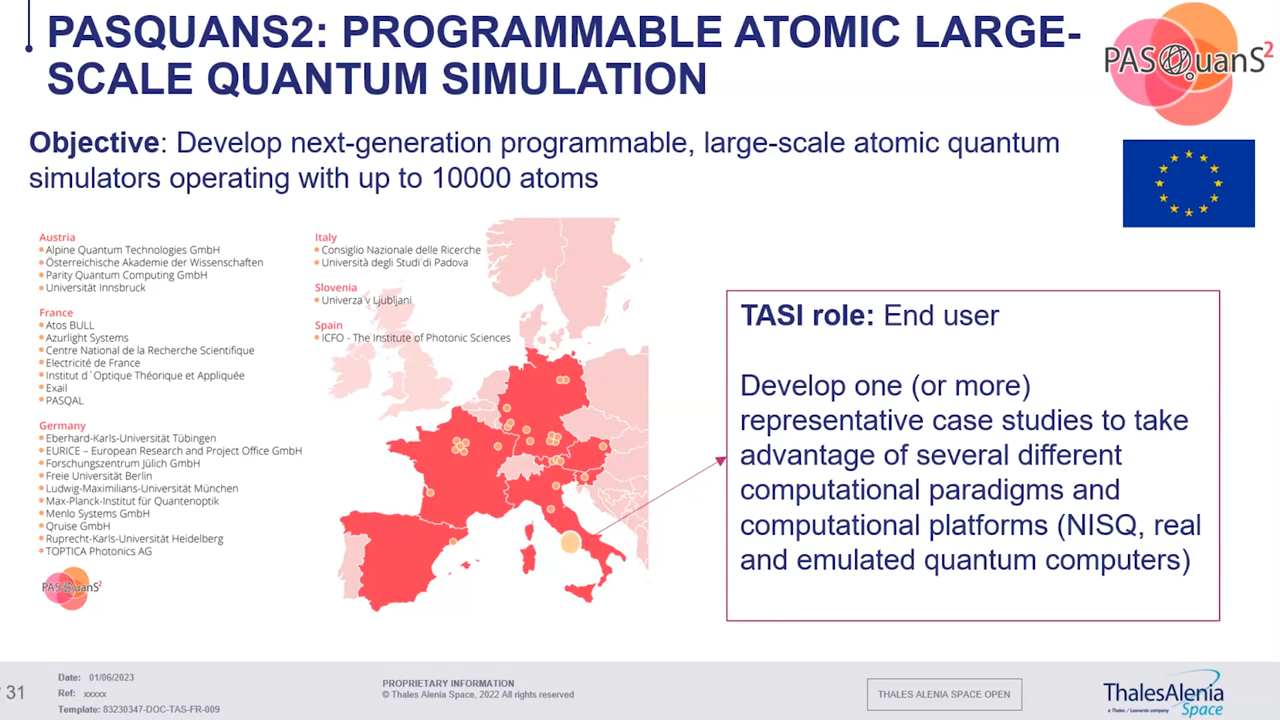 PASQUANS2: PROGRAMMABLE ATOMIC LARGE-
SCALE QUANTUM SIMULATION
PASQuanS2
Objective: Develop next-generation programmable, large-scale atomic quantum
simulators operating with up to 10000 atoms
Austria
Alpine Quantum Technologies GmbH
Österreichische Akademie der Wissenschaften
Parity Quantum Computing GmbH
Universität Innsbruck
France
Atos BULL
Azurlight Systems
Centre National de la Recherche Scientifique
Electricité de France
Institut d´Optique Théorique et Appliquée
Exail
PASQAL
Germany
Eberhard-Karls-Universität Tübingen
EURICE – European Research and Project Office GmbH
Forschungszentrum Jülich GmbH
Freie Universität Berlin
Ludwig-Maximilians-Universität München
Max-Planck-Institut für Quantenoptik
Menlo Systems GmbH
Qruise GmbH
Ruprecht-Karls-Universität Heidelberg
TOPTICA Photonics AG
Italy
Consiglio Nazionale delle Ricerche
Università degli Studi di Padova
Slovenia
Univerza v Ljubljani
Spain
ICFO - The Institute of Photonic Sciences
PASQuanS2
TASI role: End user
Develop one (or more)
representative case studies to take
advantage of several different
computational paradigms and
computational platforms (NISQ, real
and emulated quantum computers)
31
Date: 01/06/2023
Ref: xxxxx
Template: 83230347-DOC-TAS-FR-009
PROPRIETARY INFORMATION
© Thales Alenia Space, 2022 All rights reserved
THALES ALENIA SPACE OPEN
ThalesAlenia
a Thales / Leonardo company
Space